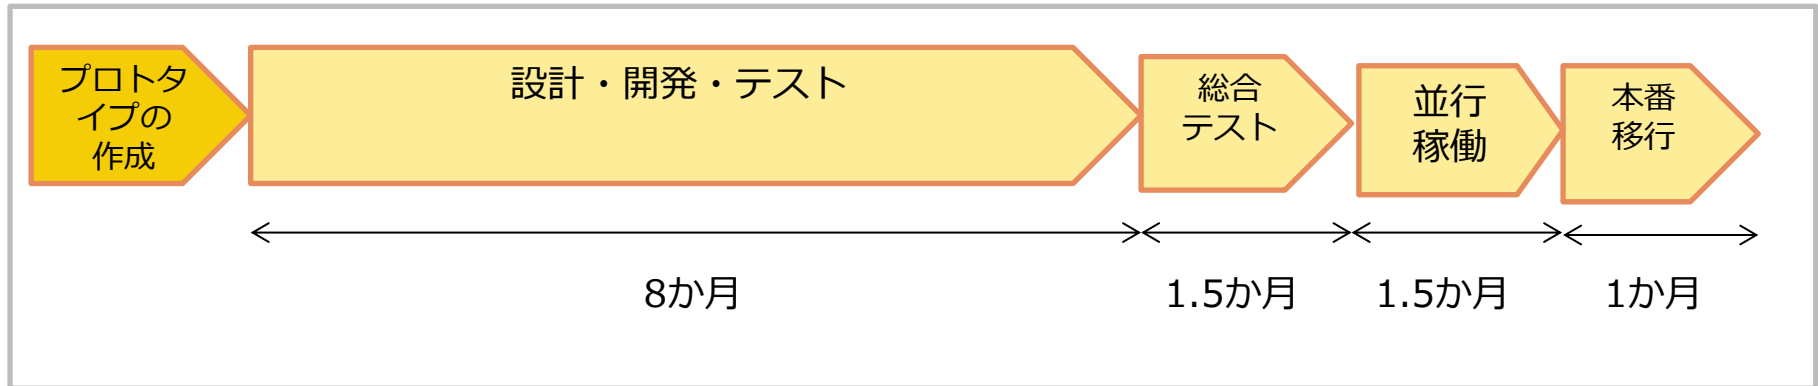 プロトタ
イプの
作成
設計・開発・テスト
総合
テスト
並行
稼働
本番
移行
8か月
1.5か月
1.5か月
1か月